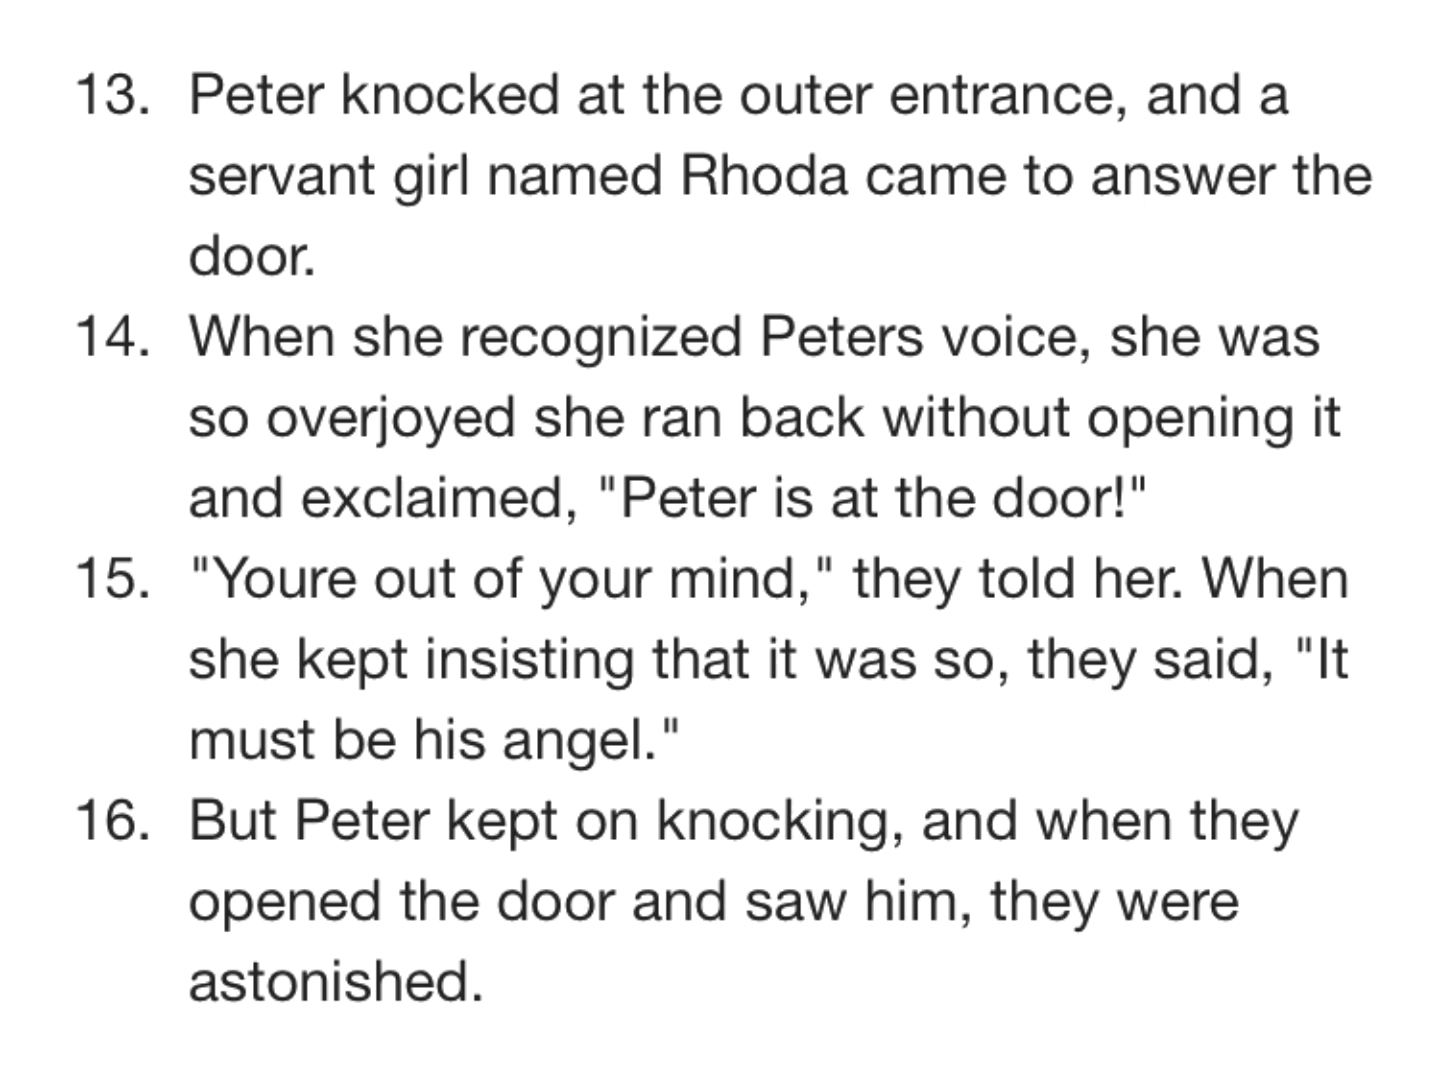 13. Peter knocked at the outer entrance, and a
servant girl named Rhoda came to answer the
door.
14. When she recognized Peters voice, she was
so overjoyed she ran back without opening it
and exclaimed, "Peter is at the door!"
15. "Youre out of your mind," they told her. When
she kept insisting that it was so, they said, "It
must be his angel."
16. But Peter kept on knocking, and when they
opened the door and saw him, they were
astonished.